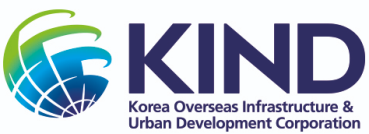 KIND
Korea Overseas Infrastructure &
Urban Development Corporation